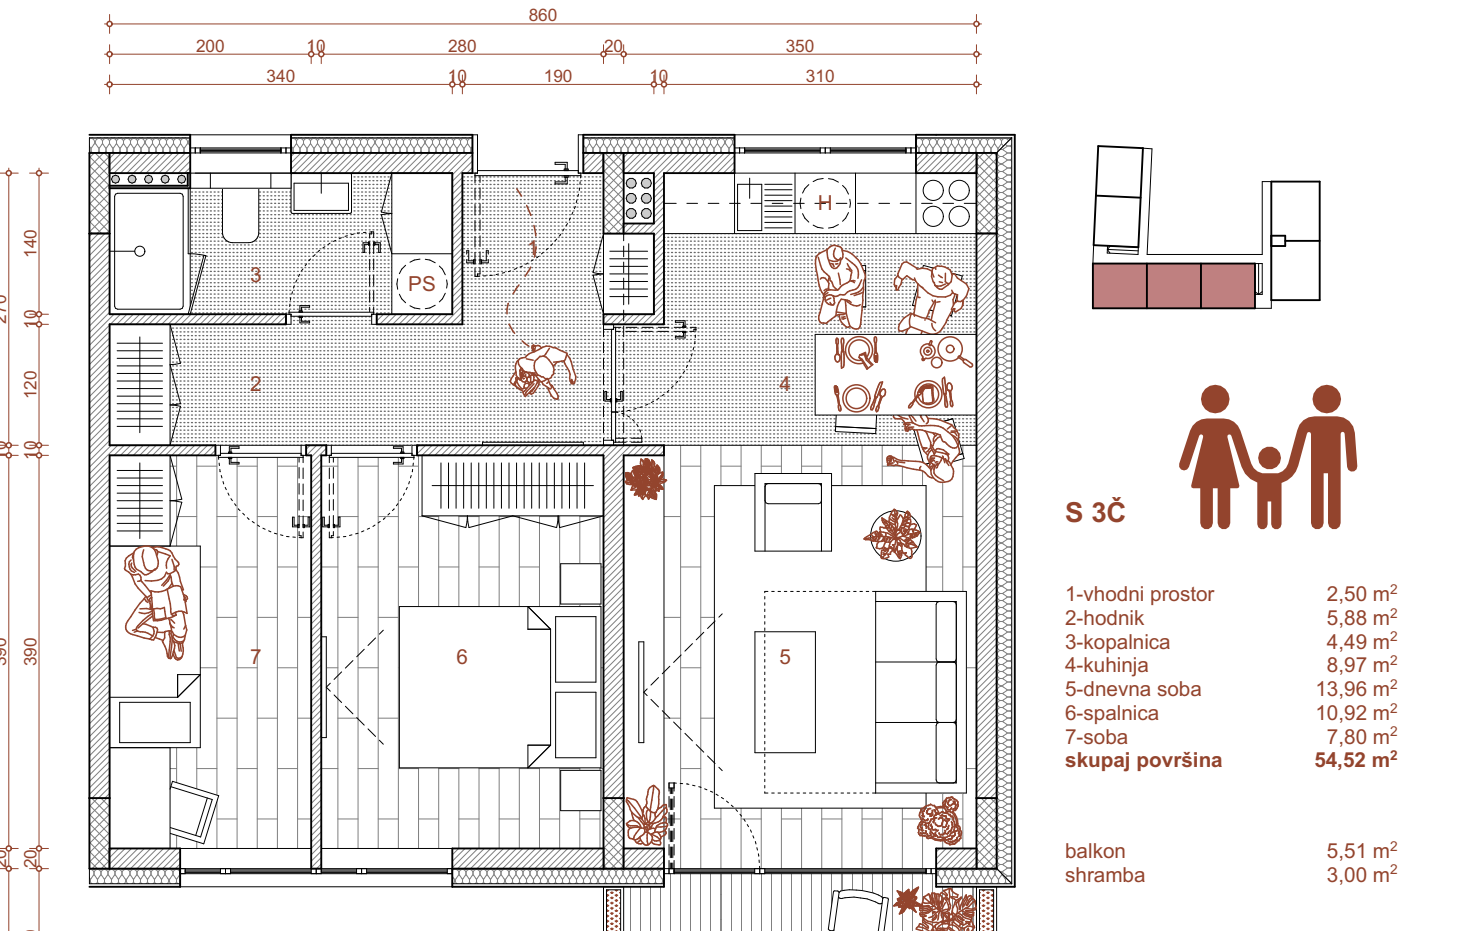 860
200 10 280 20 350
340 10 190 10 310
140
270
10
120
10
390
390
20
20
1
2
3
4
5
6
7
PS
H
S 3Č
1-vhodni prostor 2,50 m²
2-hodnik 5,88 m²
3-kopalnica 4,49 m²
4-kuhinja 8,97 m²
5-dnevna soba 13,96 m²
6-spalnica 10,92 m²
7-soba 7,80 m²
skupaj površina 54,52 m²
balkon 5,51 m²
shramba 3,00 m²